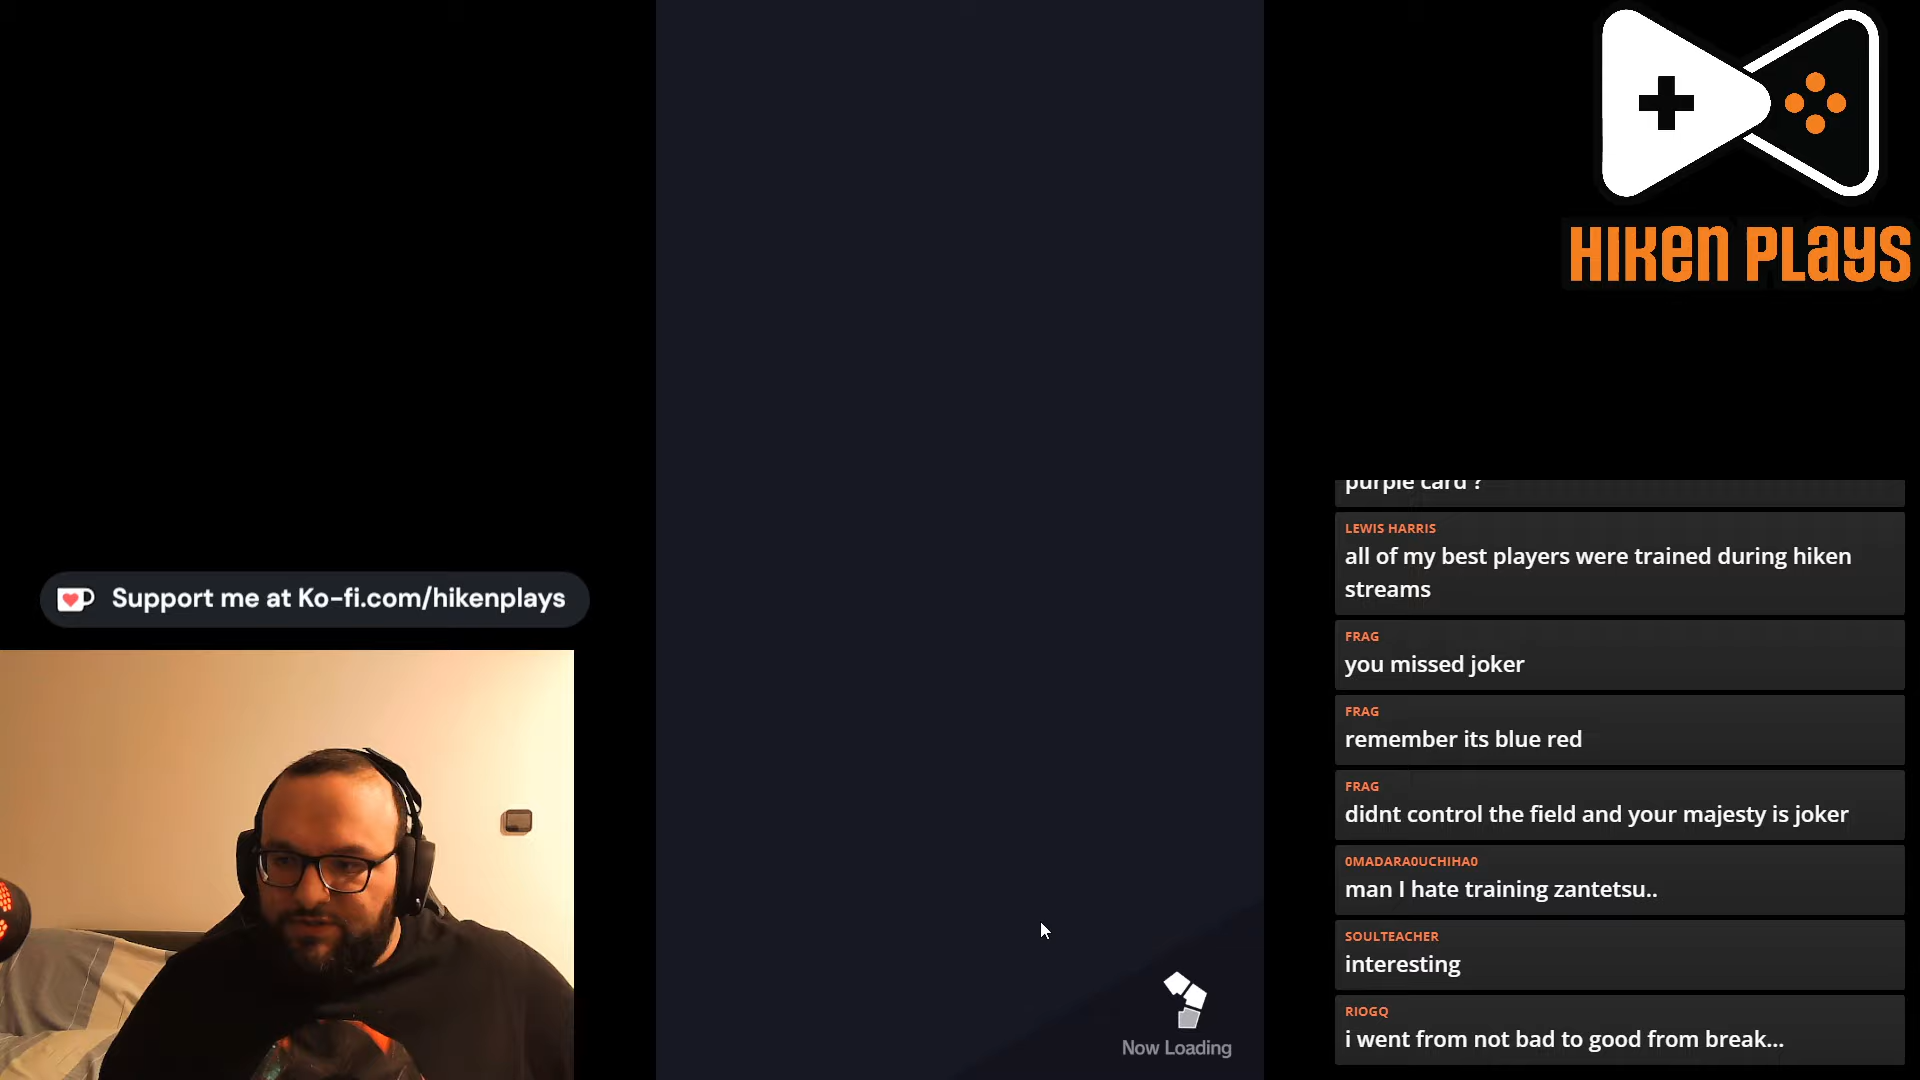 HIKEN PLAYS
purple card ?
LEWIS HARRIS
all of my best players were trained during hiken
streams
FRAG
you missed joker
FRAG
remember its blue red
FRAG
didnt control the field and your majesty is joker
0MADARA0UCHIHA0
man I hate training zantetsu..
SOULTEACHER
interesting
RIOGQ
i went from not bad to good from break...
Support me at Ko-fi.com/hikenplays
Now Loading